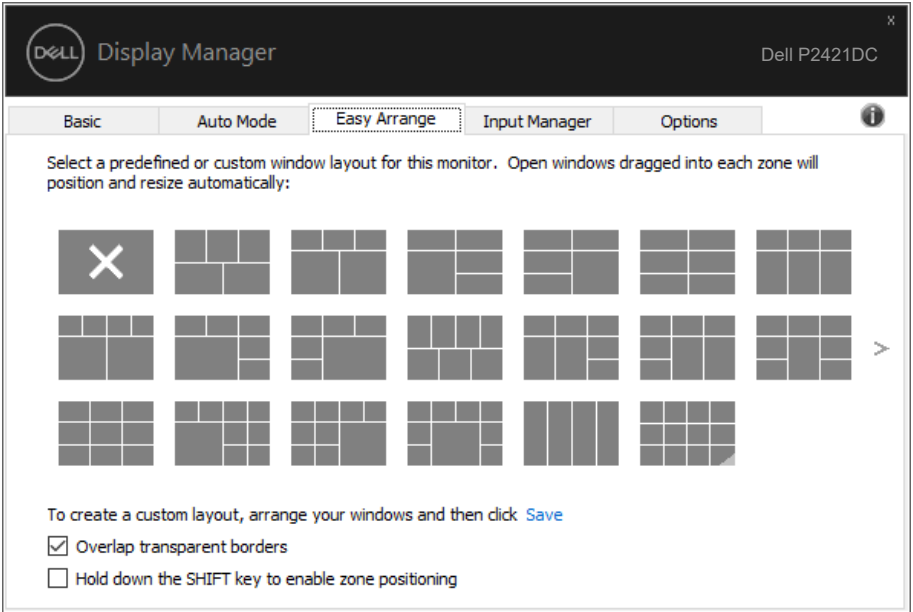 x
DELL Display Manager
Dell P2421DC
Basic Auto Mode Easy Arrange Input Manager Options
Select a predefined or custom window layout for this monitor. Open windows dragged into each zone will
position and resize automatically:
>
To create a custom layout, arrange your windows and then click Save
Overlap transparent borders
Hold down the SHIFT key to enable zone positioning